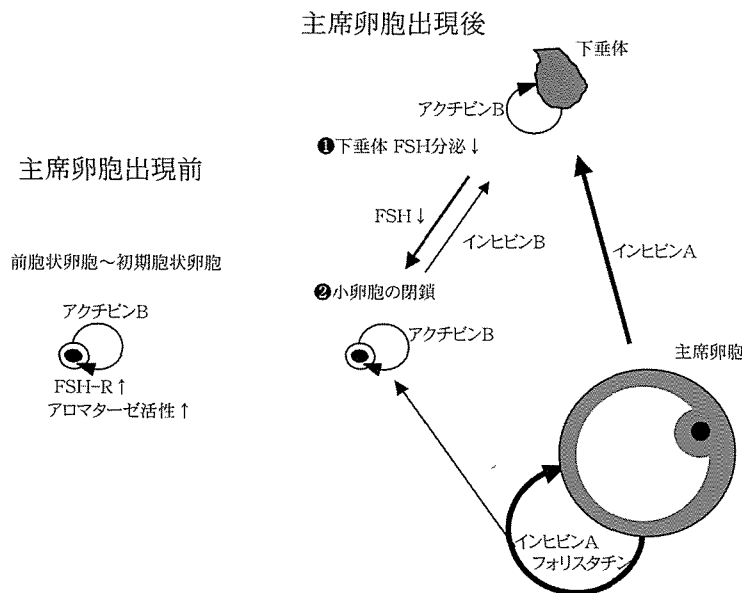 主席卵胞出現後
下垂体
アクチビンB
❶下垂体 FSH分泌↓
主席卵胞出現前
FSH↓
インヒビンB
インヒビンA
前胞状卵胞～初期胞状卵胞
❷小卵胞の閉鎖
アクチビンB
アクチビンB
主席卵胞
FSH-R↑
アロマターゼ活性↑
インヒビンA
フォリスタチン